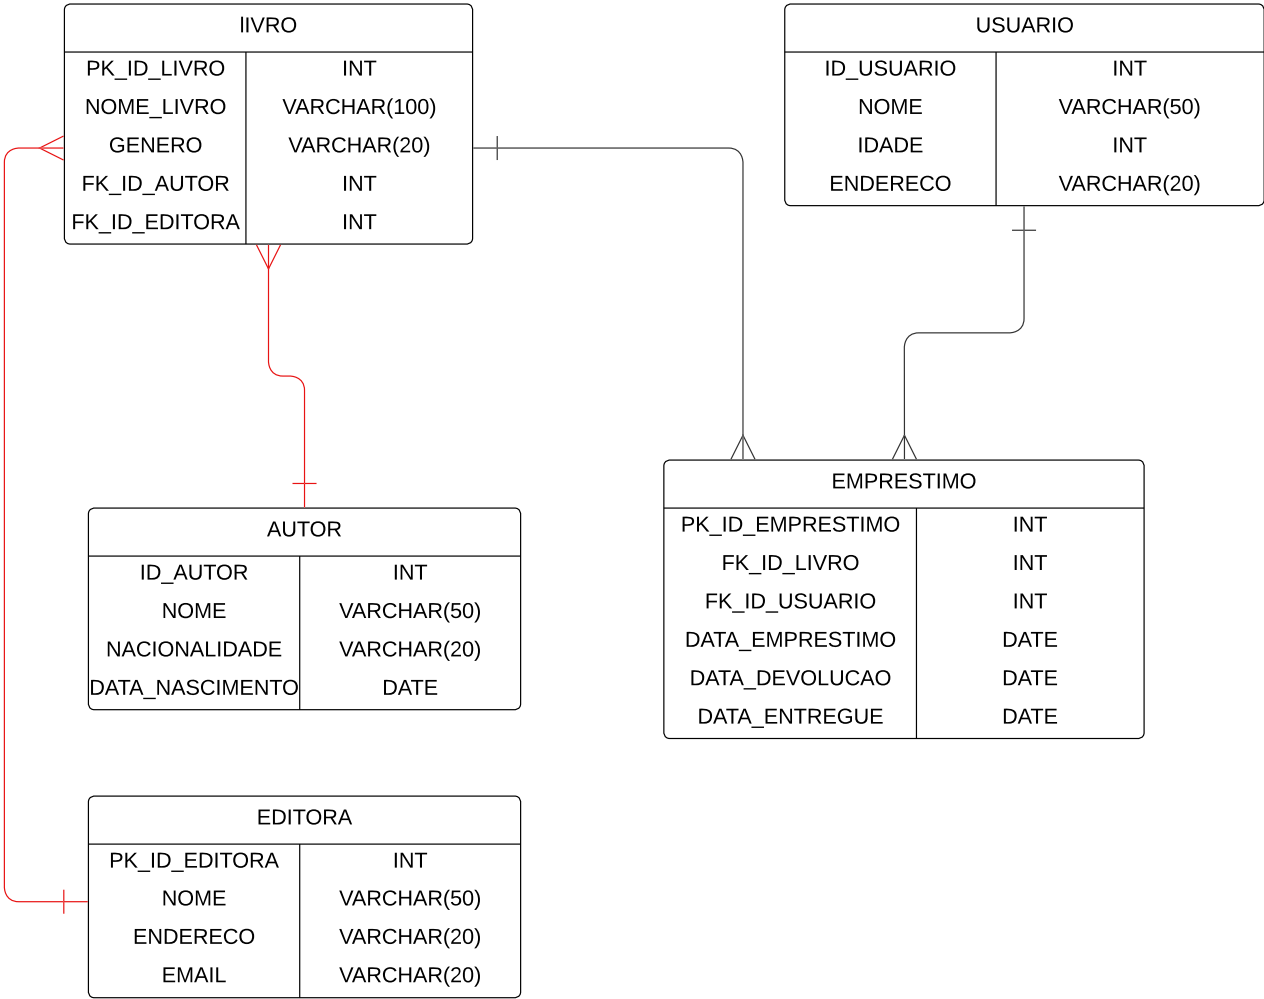 lIVRO
PK_ID_LIVRO INT
NOME_LIVRO VARCHAR(100)
GENERO VARCHAR(20)
FK_ID_AUTOR INT
FK_ID_EDITORA INT
USUARIO
ID_USUARIO INT
NOME VARCHAR(50)
IDADE INT
ENDERECO VARCHAR(20)
AUTOR
ID_AUTOR INT
NOME VARCHAR(50)
NACIONALIDADE VARCHAR(20)
DATA_NASCIMENTO DATE
EMPRESTIMO
PK_ID_EMPRESTIMO INT
FK_ID_LIVRO INT
FK_ID_USUARIO INT
DATA_EMPRESTIMO DATE
DATA_DEVOLUCAO DATE
DATA_ENTREGUE DATE
EDITORA
PK_ID_EDITORA INT
NOME VARCHAR(50)
ENDERECO VARCHAR(20)
EMAIL VARCHAR(20)